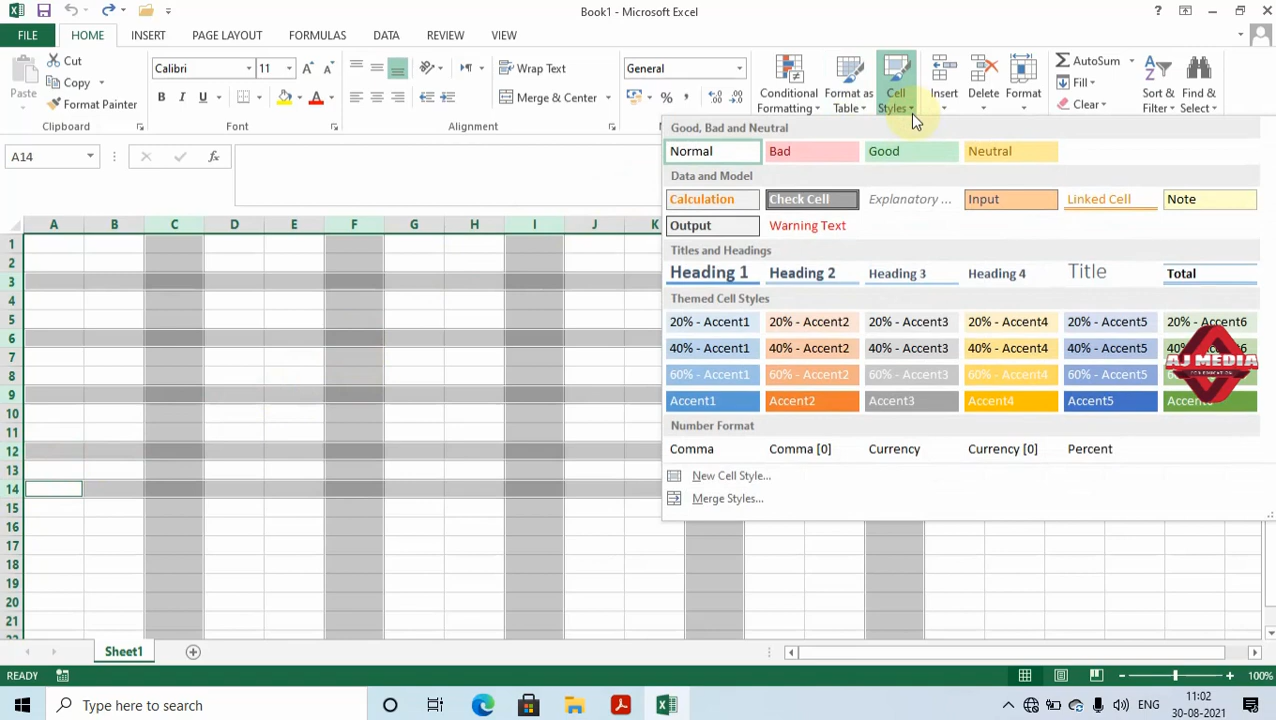 Book1 - Microsoft Excel
FILE HOME INSERT PAGE LAYOUT FORMULAS DATA REVIEW VIEW
Paste
Cut
Copy
Format Painter
Clipboard
Calibri 11
B I U A
Font
Wrap Text
Merge & Center
Alignment
General
%
Conditional Formatting
Format as Table
Cell Styles
Insert
Delete
Format
AutoSum
Fill
Clear
Sort & Filter
Find & Select
A14
fx
Good, Bad and Neutral
Normal Bad Good Neutral
Data and Model
Calculation Check Cell Explanatory ... Input Linked Cell Note
Output Warning Text
Titles and Headings
Heading 1 Heading 2 Heading 3 Heading 4 Title Total
Themed Cell Styles
20% - Accent1 20% - Accent2 20% - Accent3 20% - Accent4 20% - Accent5 20% - Accent6
40% - Accent1 40% - Accent2 40% - Accent3 40% - Accent4 40% - Accent5
60% - Accent1 60% - Accent2 60% - Accent3 60% - Accent4 60% - Accent5
Accent1 Accent2 Accent3 Accent4 Accent5
AJ MEDIA
FOR EDUCATION
Number Format
Comma Comma [0] Currency Currency [0] Percent
New Cell Style...
Merge Styles...
A B C D E F G H I J K
1
2
3
4
5
6
7
8
9
10
11
12
13
14
15
16
17
18
19
20
21
Sheet1
READY
100%
Type here to search
ENG
11:02
30-08-2021